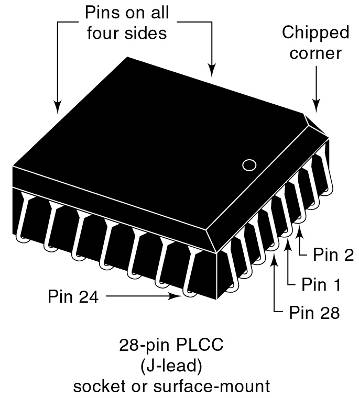 Pins on all
four sides
Chipped
corner
Pin 2
Pin 1
Pin 24
Pin 28
28-pin PLCC
(J-lead)
socket or surface-mount